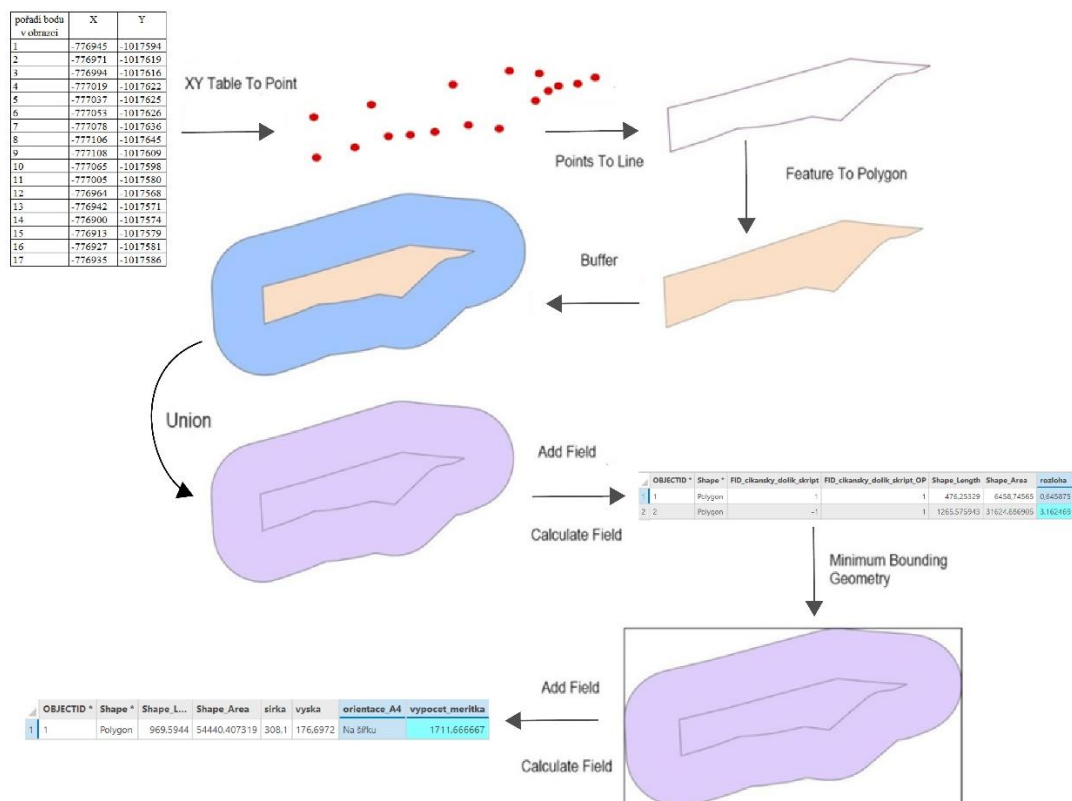 pořadí bodu v obrazci X Y
1 -776945 -1017594
2 -776971 -1017619
3 -776994 -1017616
4 -777019 -1017622
5 -777037 -1017625
6 -777053 -1017626
7 -777078 -1017636
8 -777106 -1017645
9 -777108 -1017609
10 -777065 -1017598
11 -777005 -1017580
12 -776964 -1017568
13 -776942 -1017571
14 -776900 -1017574
15 -776913 -1017579
16 -776927 -1017581
17 -776935 -1017586
XY Table To Point
Points To Line
Feature To Polygon
Buffer
Union
Add Field
Calculate Field
OBJECTID * Shape * FID_cikansky_dolik_skript FID_cikansky_dolik_skript_OP Shape_Length Shape_Area rozloha
1 1 Polygon 1 1 476,25329 6458,74565 0,645875
2 2 Polygon -1 1 1265,575943 31624,686905 3,162469
Minimum Bounding
Geometry
Add Field
Calculate Field
OBJECTID * Shape * Shape_L... Shape_Area sirka vyska orientace_A4 vypocet_meritka
1 1 Polygon 969,5944 54440,407319 308,1 176,6972 Na šířku 1711,666667